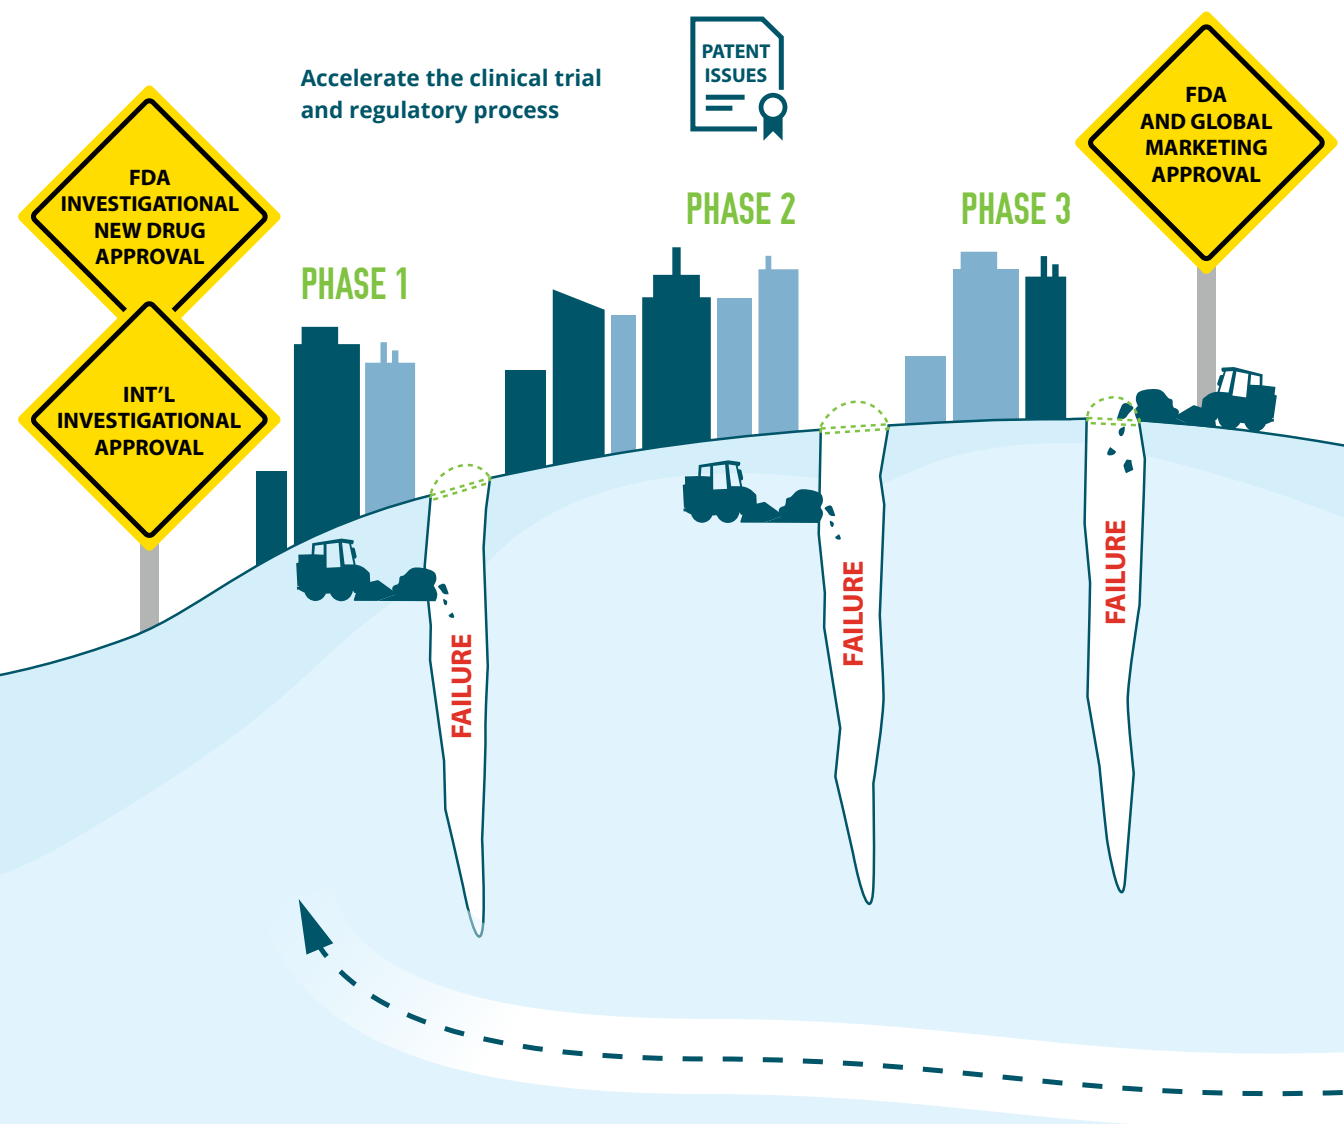 Accelerate the clinical trial
and regulatory process
PATENT
ISSUES
FDA
AND GLOBAL
MARKETING
APPROVAL
FDA
INVESTIGATIONAL
NEW DRUG
APPROVAL
INT'L
INVESTIGATIONAL
APPROVAL
PHASE 1
PHASE 2
PHASE 3
FAILURE
FAILURE
FAILURE